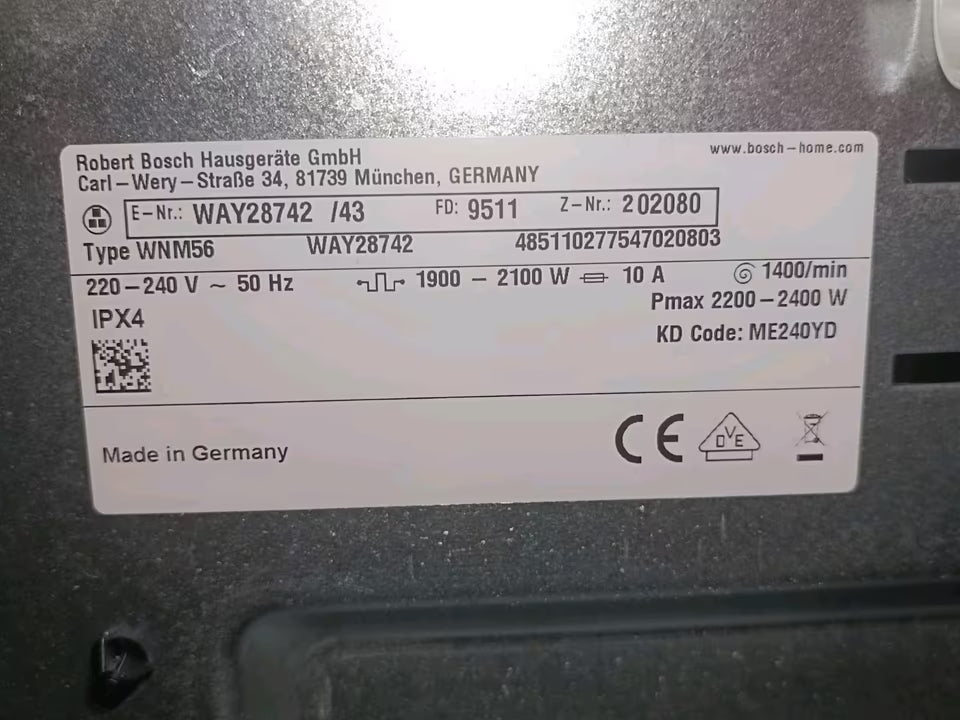 Robert Bosch Hausgeräte GmbH
www.bosch-home.com
Carl-Wery-Straße 34, 81739 München, GERMANY
E-Nr.: WAY28742 /43 FD: 9511 Z-Nr.: 202080
Type WNM56 WAY28742 485110277547020803
220-240 V ~ 50 Hz 1900 - 2100 W 10 A 1400/min
Pmax 2200-2400 W
IPX4
KD Code: ME240YD
Made in Germany
CE DVE